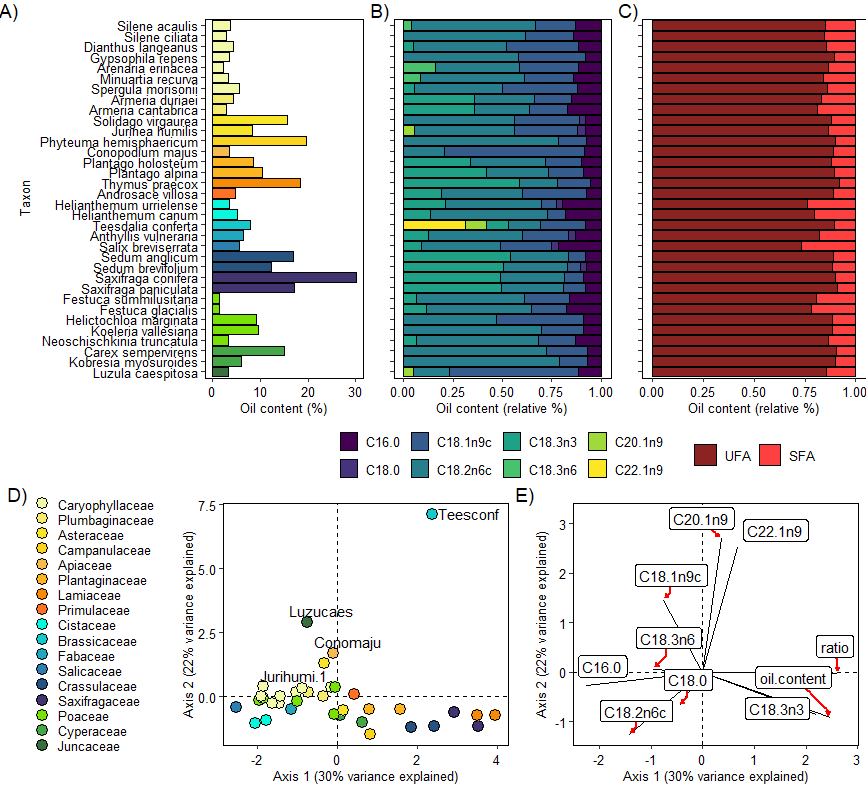 A)
B)
C)
Taxon
Silene acaulis
Silene ciliata
Dianthus langeanus
Gypsophila repens
Arenaria erinacea
Minuartia recurva
Spergula morisonii
Armeria duriaei
Armeria cantabrica
Solidago virgaurea
Jurinea humilis
Phyteuma hemisphaericum
Conopodium majus
Plantago holosteum
Plantago alpina
Thymus praecox
Androsace villosa
Helianthemum urrielense
Helianthemum canum
Teesdalia conferta
Anthyllis vulneraria
Salix breviserrata
Sedum anglicum
Sedum brevifolium
Saxifraga conifera
Saxifraga paniculata
Festuca summilusitana
Festuca glacialis
Helictochloa marginata
Koeleria vallesiana
Neoschischkinia truncatula
Carex sempervirens
Kobresia myosuroides
Luzula caespitosa
0 10 20 30
Oil content (%)
0.00 0.25 0.50 0.75 1.00
Oil content (relative %)
0.00 0.25 0.50 0.75 1.00
Oil content (relative %)
C16.0 C18.1n9c C18.3n3 C20.1n9
C18.0 C18.2n6c C18.3n6 C22.1n9
UFA SFA
D)
Caryophyllaceae
Plumbaginaceae
Asteraceae
Campanulaceae
Apiaceae
Plantaginaceae
Lamiaceae
Primulaceae
Cistaceae
Brassicaceae
Fabaceae
Salicaceae
Crassulaceae
Saxifragaceae
Poaceae
Cyperaceae
Juncaceae
Axis 2 (22% variance explained)
7.5
5.0
2.5
0.0
Teesconf
Luzucaes
Conomaju
Jurihumi.1
-2 0 2 4
Axis 1 (30% variance explained)
E)
Axis 2 (22% variance explained)
3
2
1
0
-1
C20.1n9
C22.1n9
C18.1n9c
C18.3n6
ratio
C16.0
C18.0
oil.content
C18.2n6c
C18.3n3
-2 -1 0 1 2 3
Axis 1 (30% variance explained)